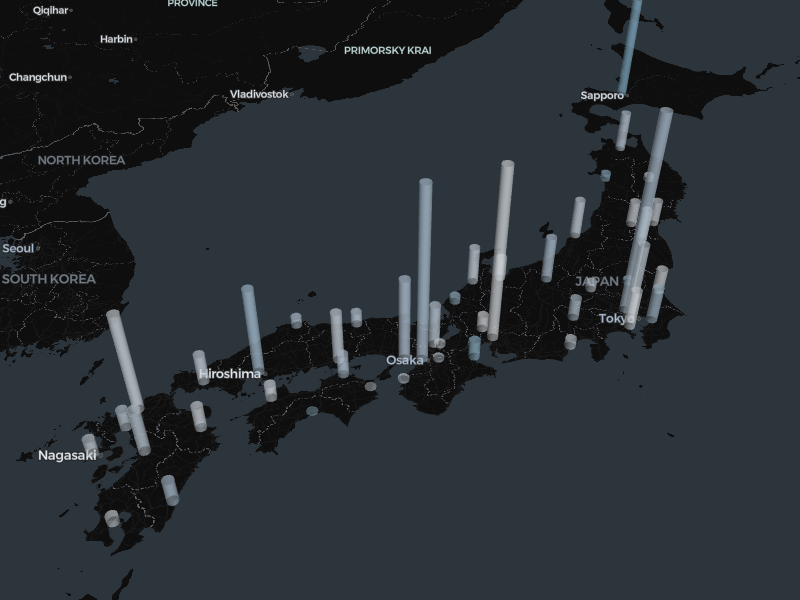 PROVINCE
Qiqihar
Harbin
PRIMORSKY KRAI
Changchun
Vladivostok
Sapporo
NORTH KOREA
g
Seoul
SOUTH KOREA
JAPAN
Tokyo
Osaka
Hiroshima
Nagasaki